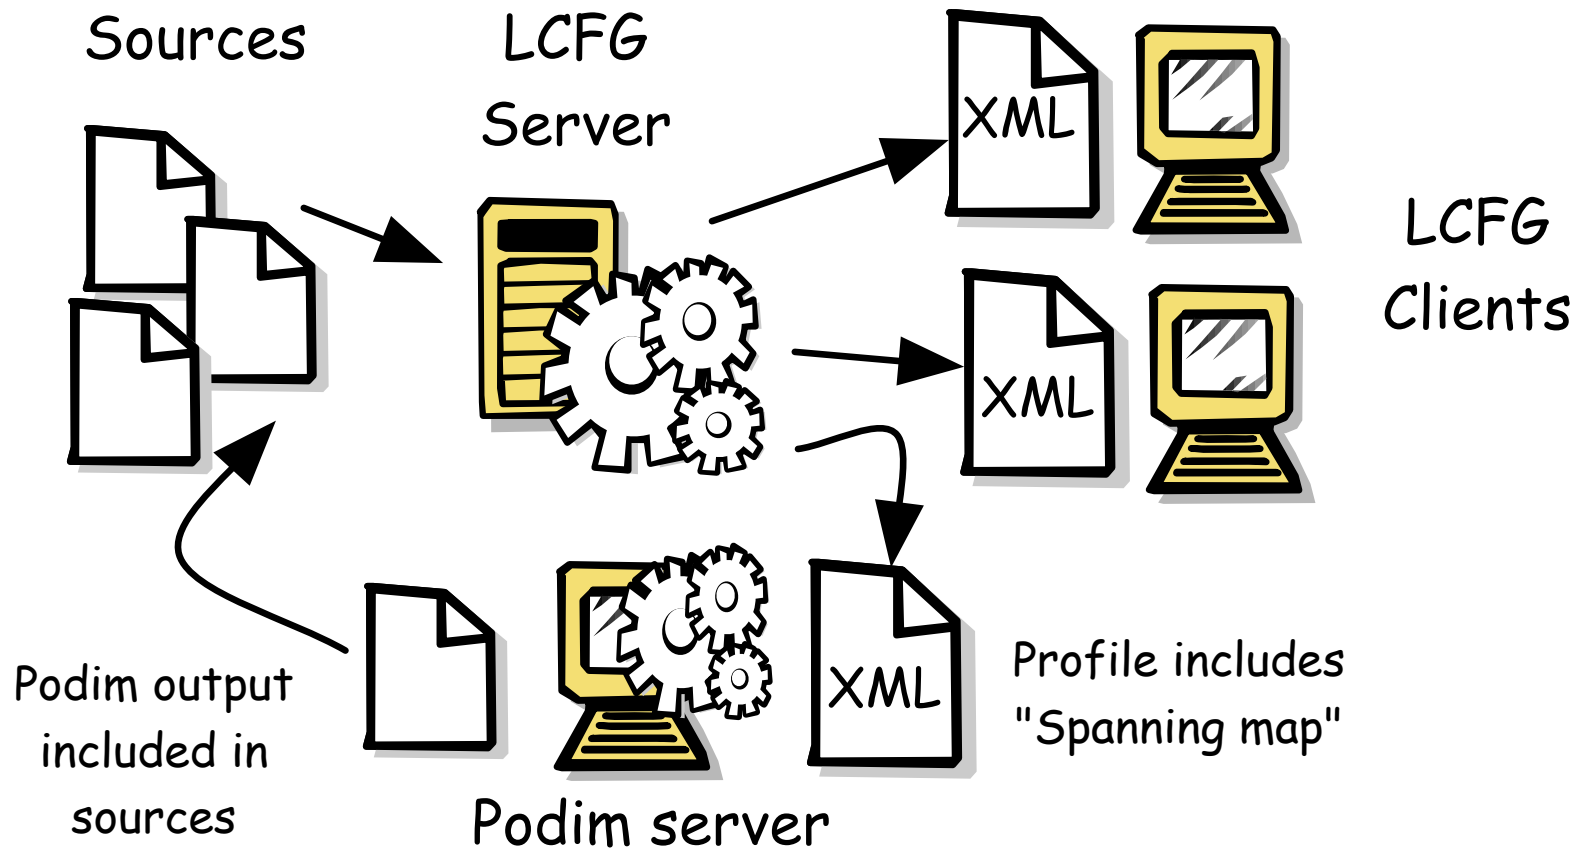 Sources
LCFG
Server
XML
XML
LCFG
Clients
Podim output
included in
sources
Podim server
XML
Profile includes
"Spanning map"